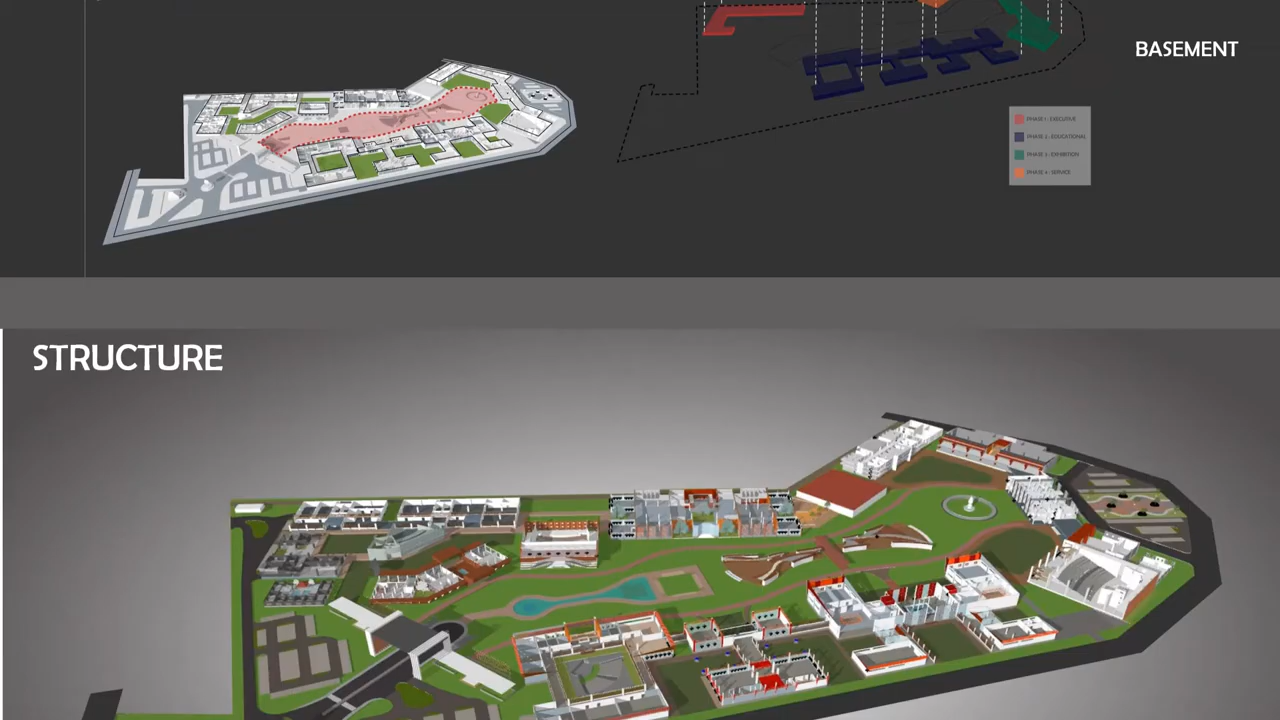 BASEMENT
PHASE 1: EXECUTIVE
PHASE 2 : EDUCATIONAL
PHASE 3 : EXHIBITION
PHASE 4 : SERVICE
STRUCTURE